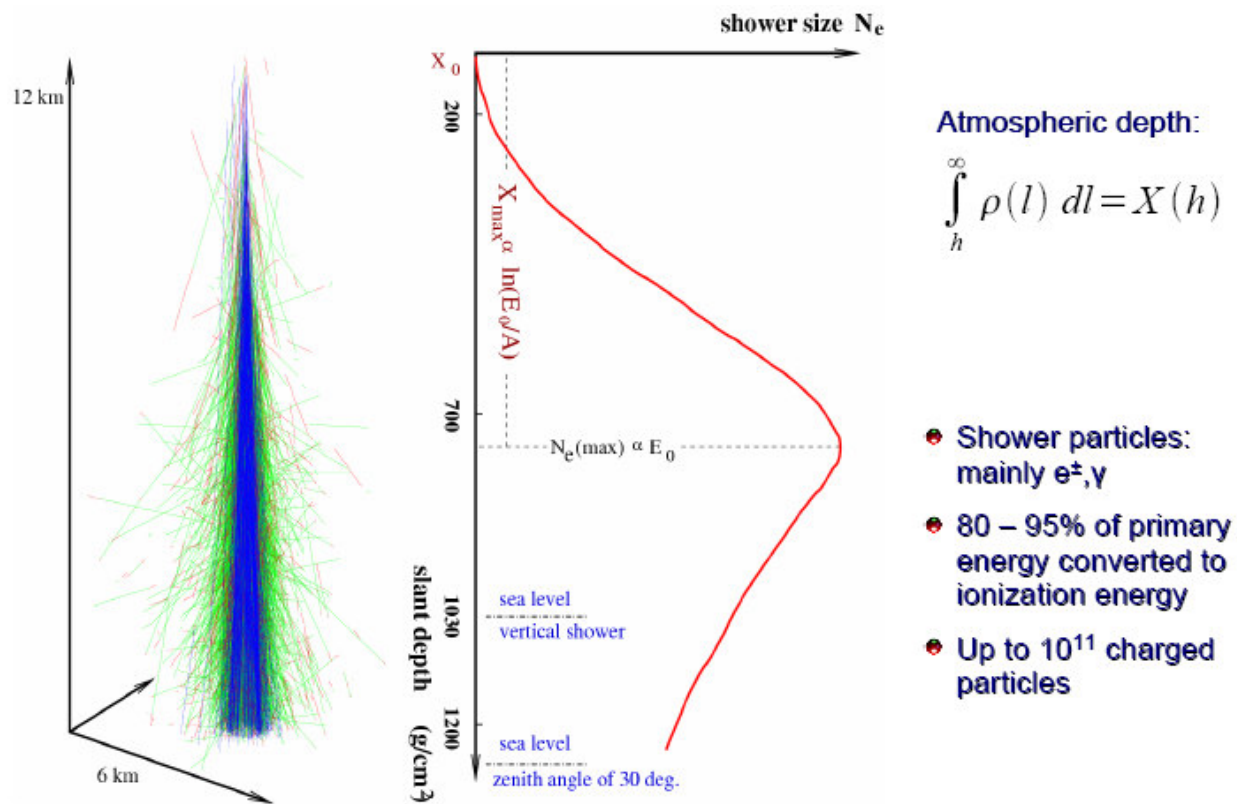 12 km
6 km
shower size Ne
X0
200
Xmax α ln(E0/A)
700
Ne(max) α E0
slant depth (g/cm²)
1030
sea level
vertical shower
1200
sea level
zenith angle of 30 deg.
Atmospheric depth:
∫h∞ ρ(l) dl=X(h)
Shower particles:
mainly e±,γ
80 – 95% of primary
energy converted to
ionization energy
Up to 10¹¹ charged
particles